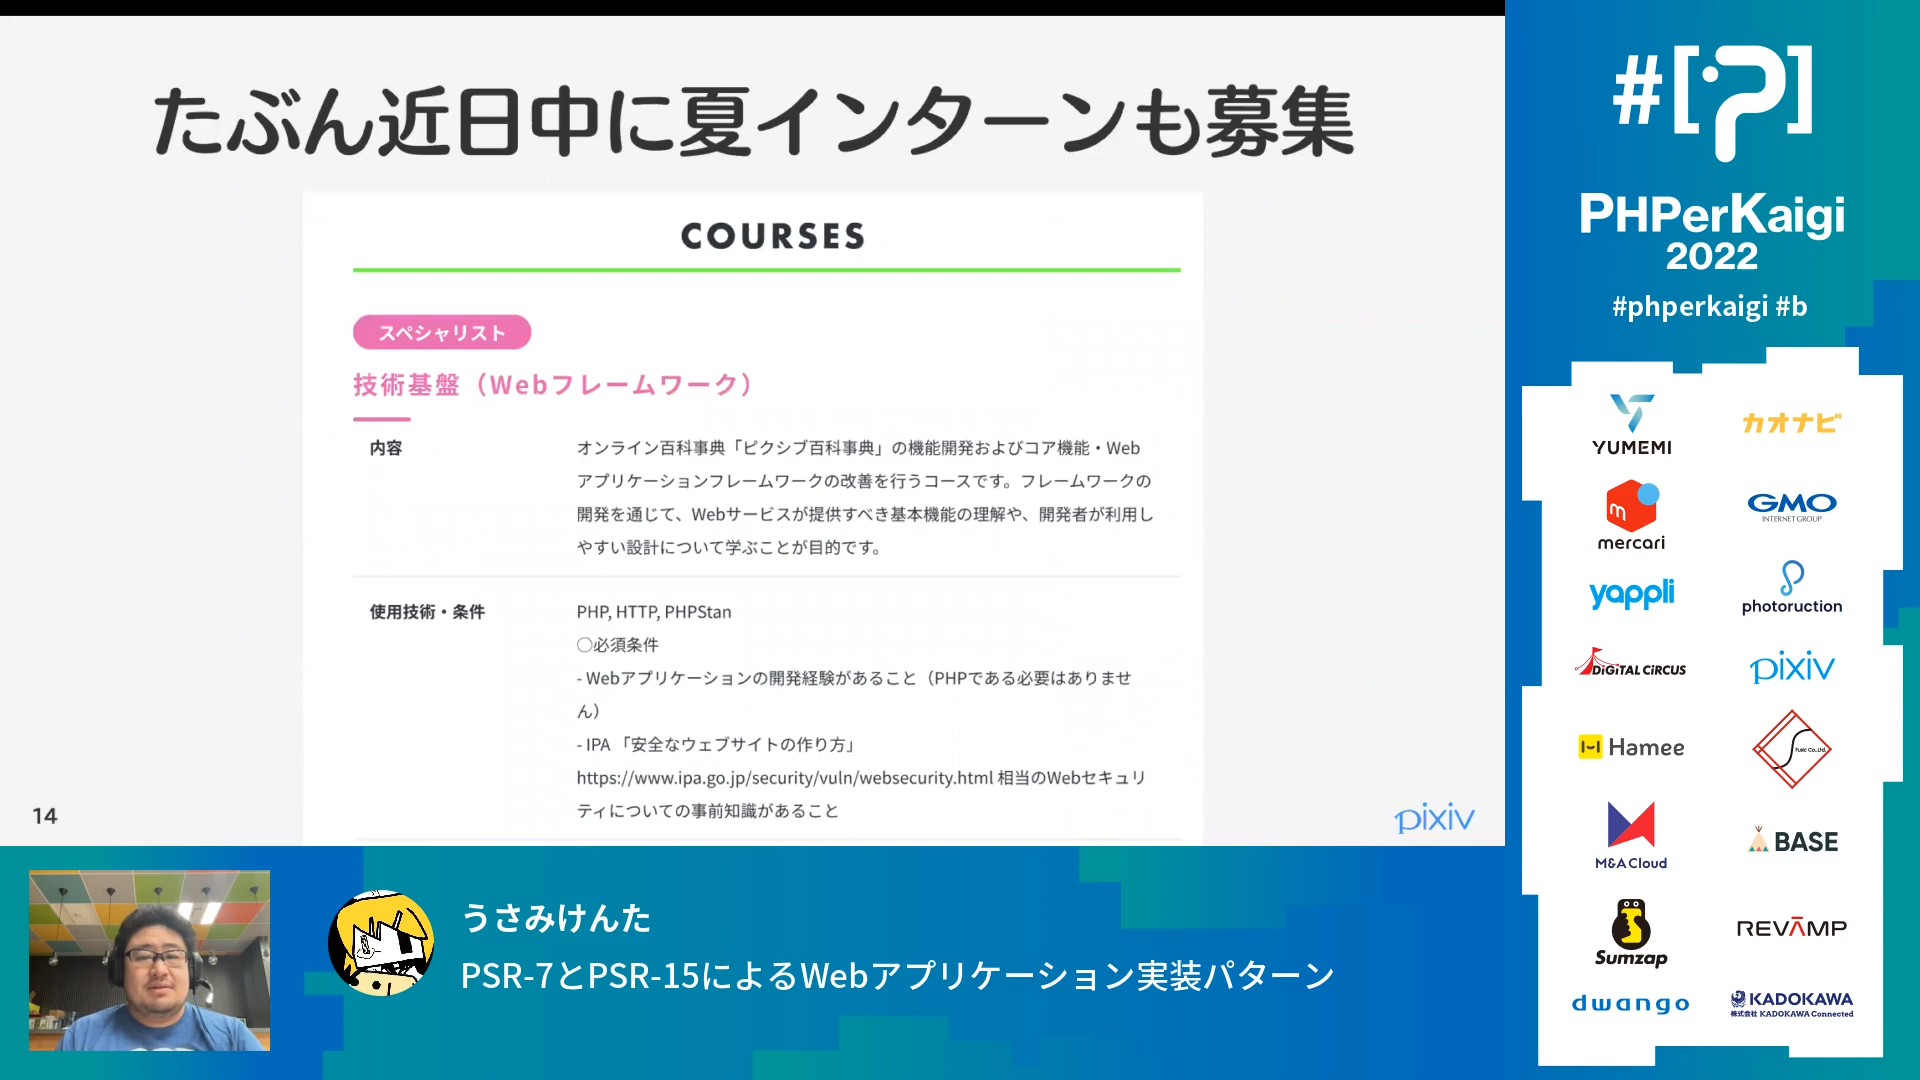 たぶん近日中に夏インターンも募集
COURSES
スペシャリスト
技術基盤（Webフレームワーク）
内容
オンライン百科事典「ピクシブ百科事典」の機能開発およびコア機能・Web
アプリケーションフレームワークの改善を行うコースです。フレームワークの
開発を通じて、Webサービスが提供すべき基本機能の理解や、開発者が利用し
やすい設計について学ぶことが目的です。
使用技術・条件
PHP, HTTP, PHPStan
〇必須条件
- Webアプリケーションの開発経験があること（PHPである必要はありませ
ん）
- IPA 「安全なウェブサイトの作り方」
https://www.ipa.go.jp/security/vuln/websecurity.html 相当のWebセキュリ
ティについての事前知識があること
14
pixiv
うさみけんた
PSR-7とPSR-15によるWebアプリケーション実装パターン
#[?]
PHPerKaigi
2022
#phperkaigi #b
YUMEMI
カオナビ
mercari
GMO
INTERNET GROUP
yappli
photoruction
DiGiTAL CiRCUS
pixiv
Hamee
Fusic Co.,Ltd.
M&A Cloud
BASE
Sumzap
REVAMP
dwango
KADOKAWA
株式会社 KADOKAWA Connected